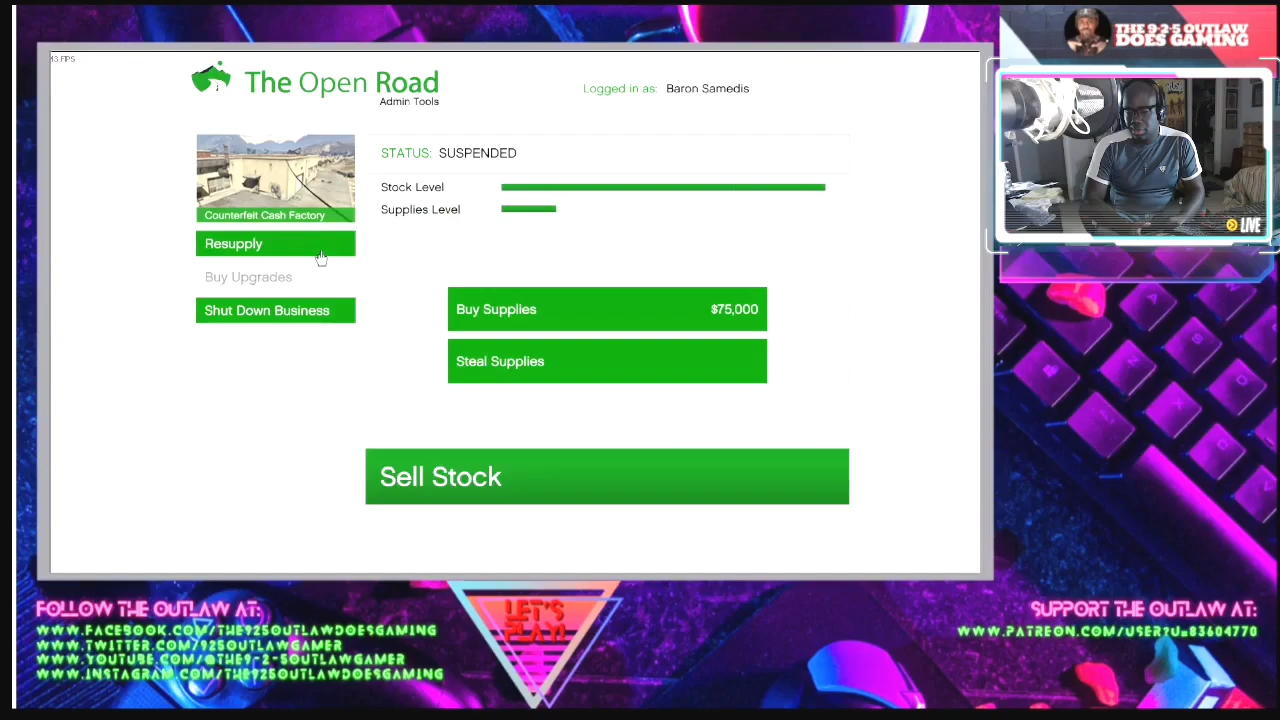 THE 9-2-5 OUTLAW
DOES GAMING
The Open Road
Admin Tools
Logged in as: Baron Samedis
STATUS: SUSPENDED
Stock Level
Supplies Level
Counterfeit Cash Factory
Resupply
Buy Upgrades
Shut Down Business
Buy Supplies $75,000
Steal Supplies
Sell Stock
LIVE
LET'S
PLAY!
FOLLOW THE OUTLAW AT:
WWW.FACEBOOK.COM/THE925OUTLAWDOESGAMING
WWW.TWITTER.COM/925OUTLAWGAMER
WWW.YOUTUBE.COM/@THE9-2-5OUTLAWGAMER
WWW.INSTAGRAM.COM/THE925OUTLAWDOESGAMING
SUPPORT THE OUTLAW AT:
WWW.PATREON.COM/USER?U=83604770